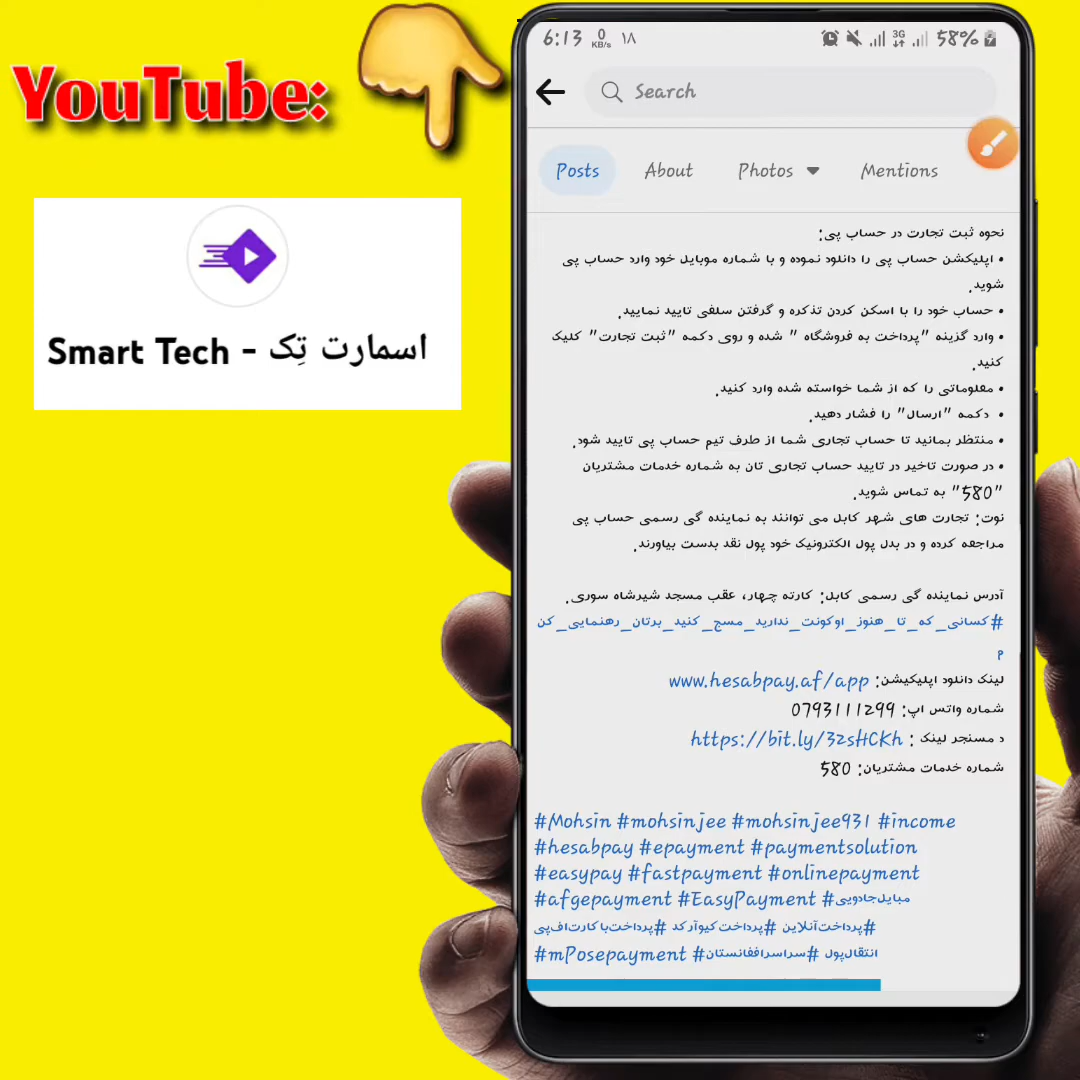 YouTube:
Smart Tech - اسمارت تِک
6:13 0 KB/s ١٨ 3G 58%
Search
Posts About Photos Mentions
نحوه ثبت تجارت در حساب پی:
• اپلیکشن حساب پی را دانلود نموده و با شماره موبایل خود وارد حساب پی
شوید.
• حساب خود را با اسکن کردن تذکره و گرفتن سلفی تایید نمایید.
• وارد گزینه "پرداخت به فروشگاه " شده و روی دکمه "ثبت تجارت" کلیک
کنید.
• معلوماتی را که از شما خواسته شده وارد کنید.
• دکمه "ارسال" را فشار دهید.
• منتظر بمانید تا حساب تجاری شما از طرف تیم حساب پی تایید شود.
• در صورت تاخیر در تایید حساب تجاری تان به شماره خدمات مشتریان
"580" به تماس شوید.
نوت: تجارت های شهر کابل می توانند به نماینده گی رسمی حساب پی
مراجعه کرده و در بدل پول الکترونیک خود پول نقد بدست بیاورند.
آدرس نماینده گی رسمی کابل: کارته چهار، عقب مسجد شیرشاه سوری.
#کسانی_که_تا_هنوز_اوکونت_ندارید_مسج_کنید_برتان_رهنمایی_کن
م
لینک دانلود اپلیکیشن: www.hesabpay.af/app
شماره واتس اپ: 0793111299
د مسنجر لینک : https://bit.ly/3zsHCKh
شماره خدمات مشتریان: 580
#Mohsin #mohsinjee #mohsinjee931 #income
#hesabpay #epayment #paymentsolution
#easypay #fastpayment #onlinepayment
#afgepayment #EasyPayment #مبایل‌جادویی
#پرداخت‌آنلاین #پرداخت‌کیوآرکد #پرداخت‌باکارت‌اف‌پی
#mPosepayment #انتقال‌پول #سراسرافغانستان